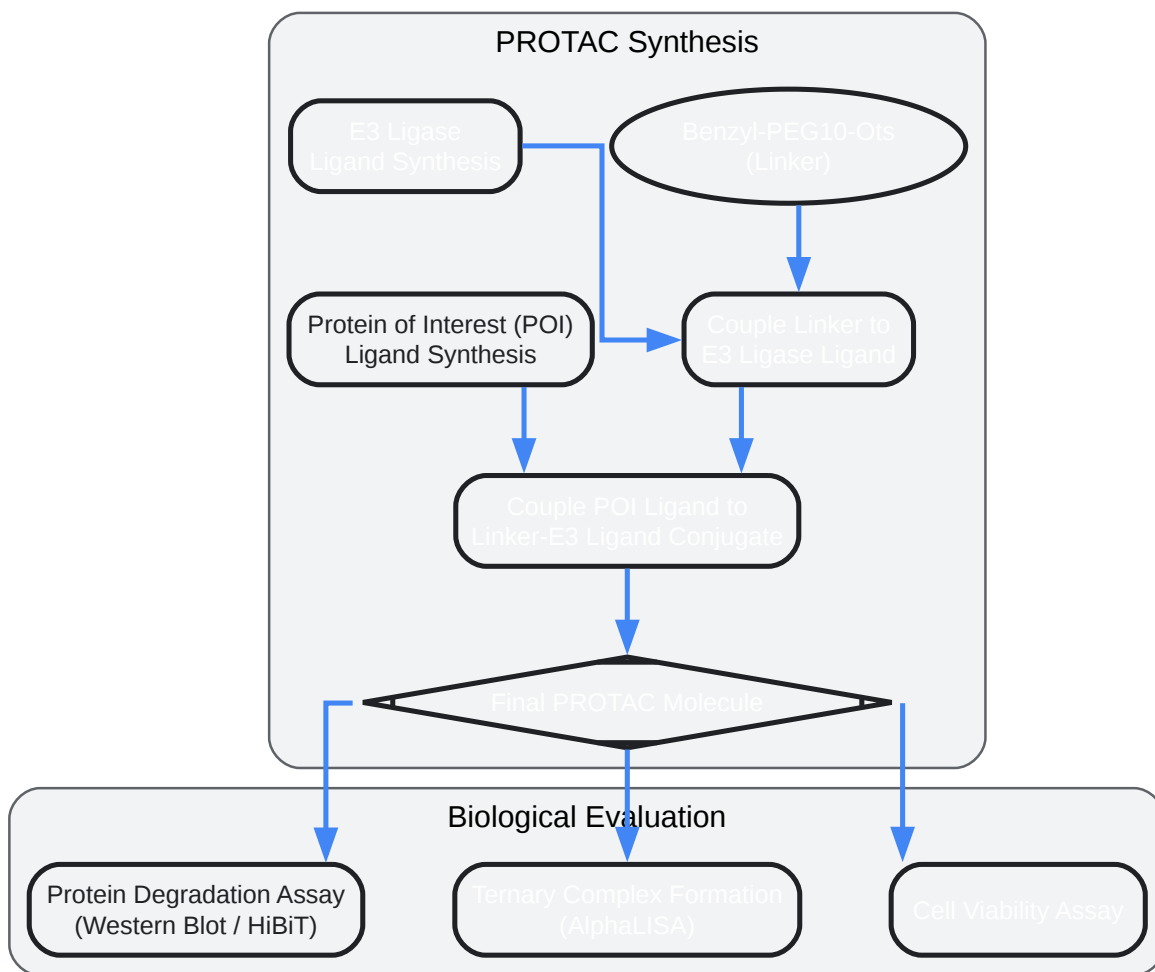 PROTAC Synthesis
E3 Ligase
Ligand Synthesis
Benzyl-PEG10-Ots
(Linker)
Protein of Interest (POI)
Ligand Synthesis
Couple Linker to
E3 Ligase Ligand
Couple POI Ligand to
Linker-E3 Ligand Conjugate
Final PROTAC Molecule
Biological Evaluation
Protein Degradation Assay
(Western Blot / HiBiT)
Ternary Complex Formation
(AlphaLISA)
Cell Viability Assay